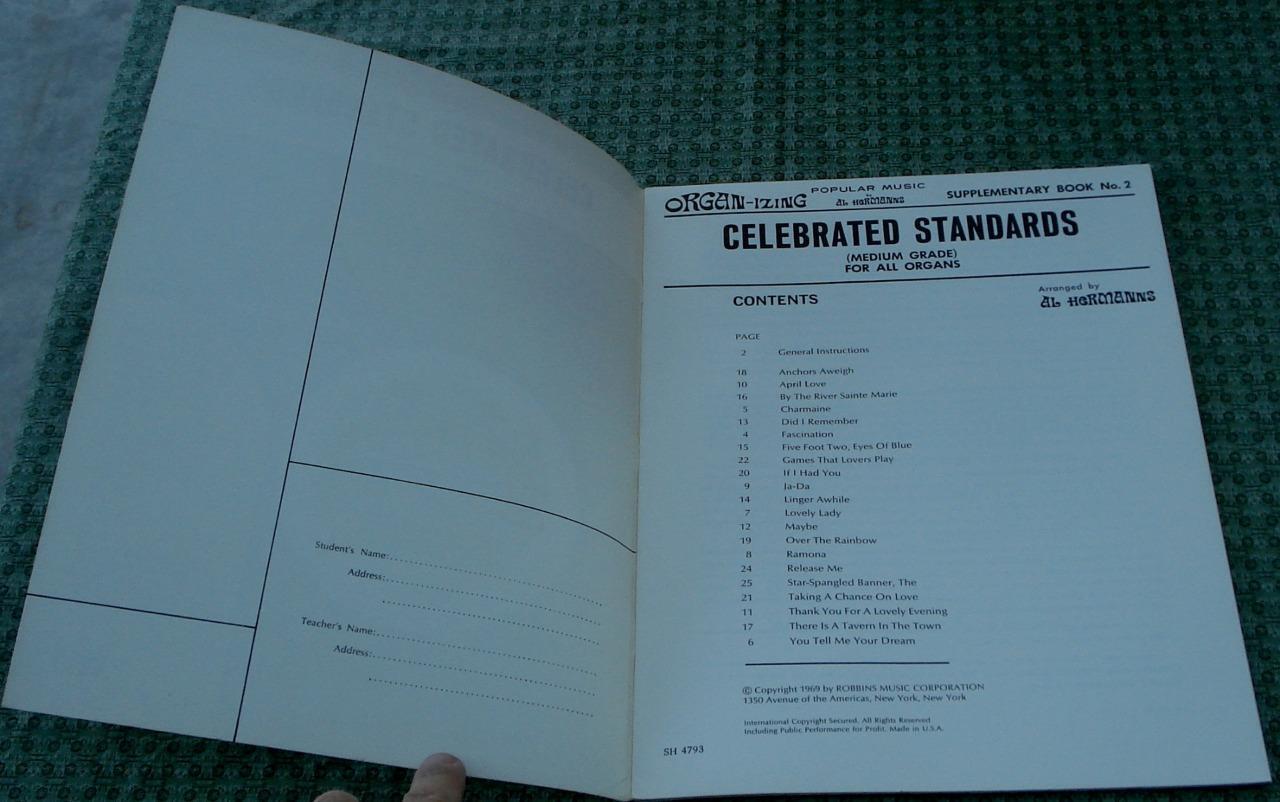 Student's Name:
Address:
Teacher's Name:
Address:
ORGAN-IZING POPULAR MUSIC by AL HERMANNS SUPPLEMENTARY BOOK No. 2
CELEBRATED STANDARDS
(MEDIUM GRADE)
FOR ALL ORGANS
CONTENTS
Arranged by
AL HERMANNS
PAGE
2 General Instructions
18 Anchors Aweigh
10 April Love
16 By The River Sainte Marie
5 Charmaine
13 Did I Remember
4 Fascination
15 Five Foot Two, Eyes Of Blue
22 Games That Lovers Play
20 If I Had You
9 Ja-Da
14 Linger Awhile
7 Lovely Lady
12 Maybe
19 Over The Rainbow
8 Ramona
24 Release Me
25 Star-Spangled Banner, The
21 Taking A Chance On Love
11 Thank You For A Lovely Evening
17 There Is A Tavern In The Town
6 You Tell Me Your Dream
© Copyright 1969 by ROBBINS MUSIC CORPORATION
1350 Avenue of the Americas, New York, New York
International Copyright Secured. All Rights Reserved
Including Public Performance for Profit. Made in U.S.A.
SH 4793